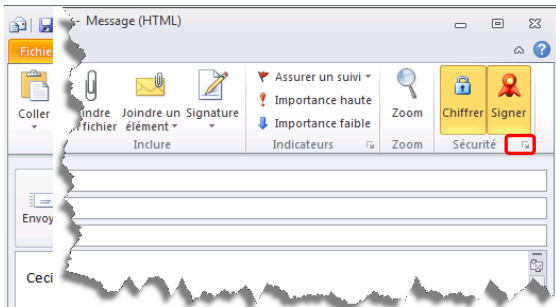 - Message (HTML)
Fichie
Coller
indre
fichier
Joindre un
élément
Signature
Inclure
Assurer un suivi
Importance haute
Importance faible
Indicateurs
Zoom
Zoom
Chiffrer
Signer
Sécurité
Envoy
Ceci